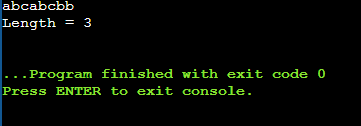 abcabcbb
Length = 3
...Program finished with exit code 0
Press ENTER to exit console.